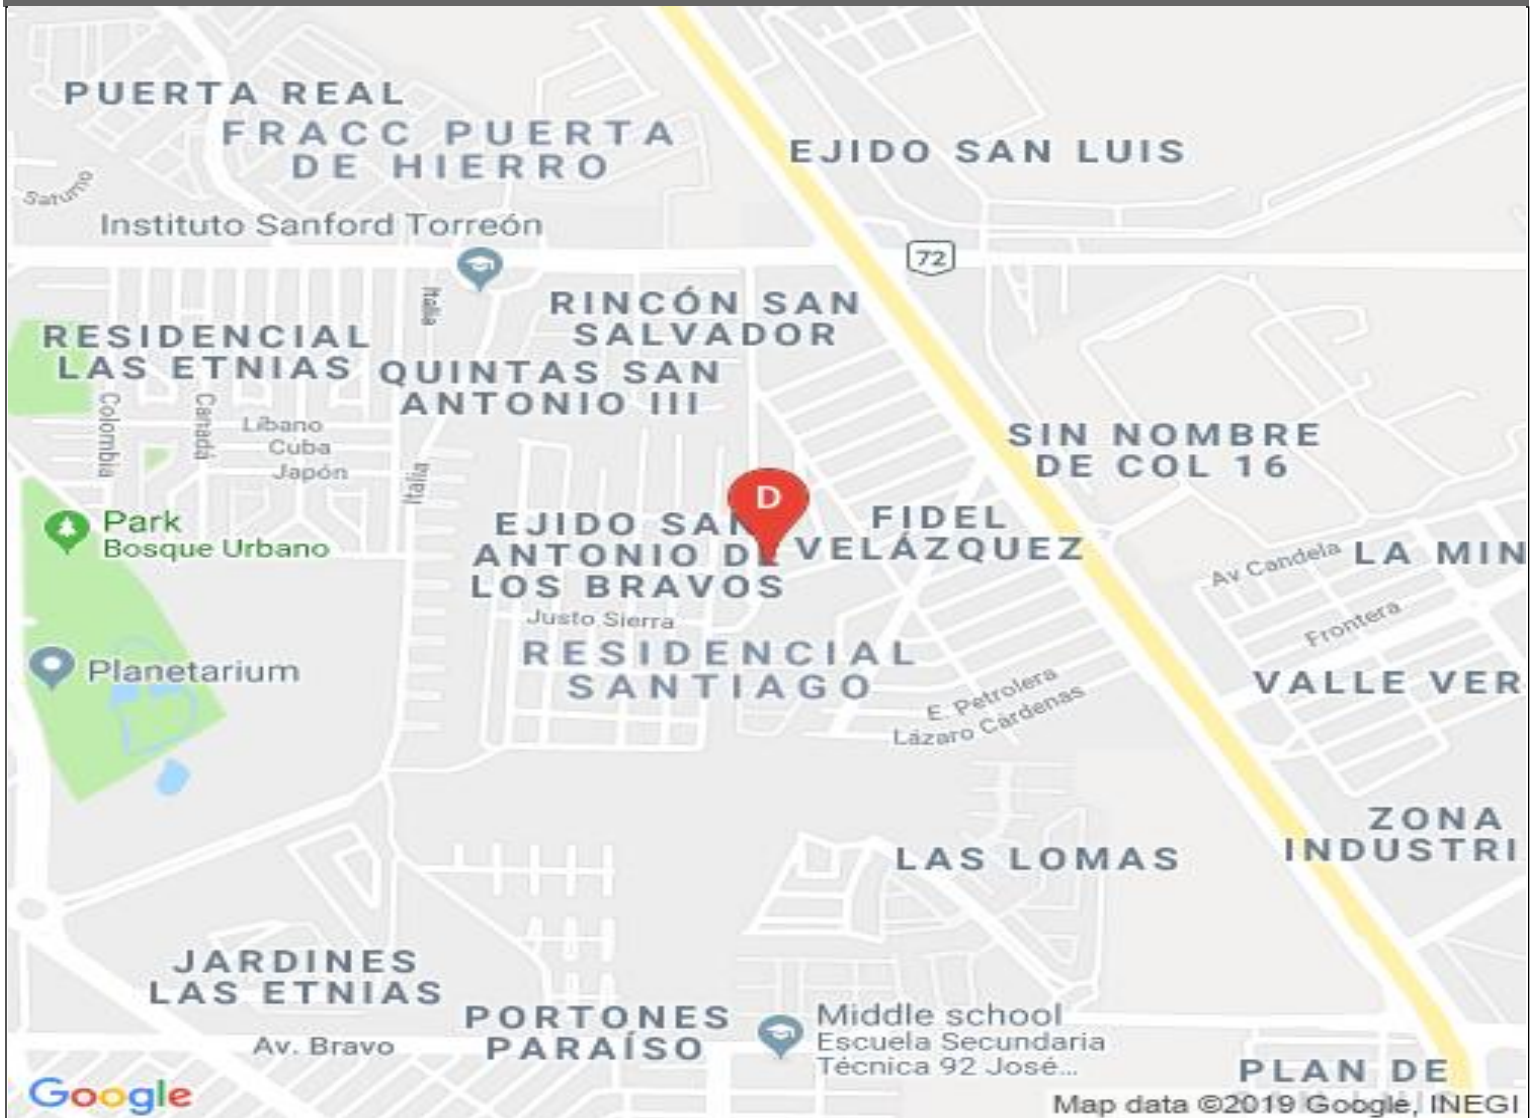 PUERTA REAL
FRACC PUERTA
DE HIERRO
EJIDO SAN LUIS
Saturno
Instituto Sanford Torreón
72
Italia
RINCÓN SAN
SALVADOR
RESIDENCIAL
LAS ETNIAS
QUINTAS SAN
ANTONIO III
Colombia
Canadá
Líbano
Cuba
Japón
Italia
SIN NOMBRE
DE COL 16
D
Park
Bosque Urbano
EJIDO SAN
ANTONIO DE
LOS BRAVOS
FIDEL
VELÁZQUEZ
Av Candela
LA MIN
Justo Sierra
Frontera
RESIDENCIAL
SANTIAGO
Planetarium
VALLE VER
E. Petrolera
Lázaro Cárdenas
ZONA
INDUSTRI
LAS LOMAS
JARDINES
LAS ETNIAS
PORTONES
PARAÍSO
Middle school
Escuela Secundaria
Técnica 92 José...
Av. Bravo
PLAN DE
Google
Map data ©2019 Google, INEGI